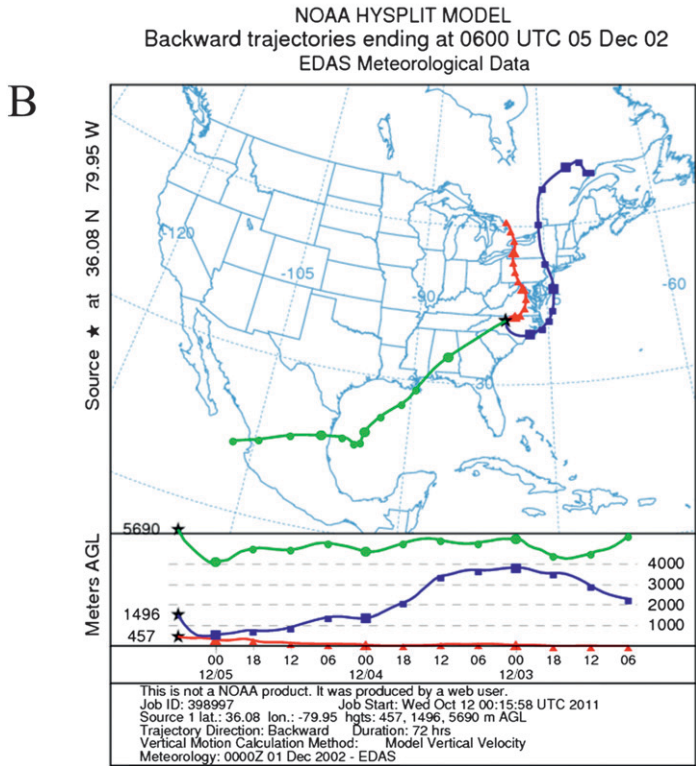 NOAA HYSPLIT MODEL
Backward trajectories ending at 0600 UTC 05 Dec 02
EDAS Meteorological Data
B
Source ★ at 36.08 N 79.95 W
-120
-105
-90
-60
-30
5690
1496
457
Meters AGL
4000
3000
2000
1000
00 18 12 06 00 18 12 06 00 18 12 06
12/05 12/04 12/03
This is not a NOAA product. It was produced by a web user.
Job ID: 398997 Job Start: Wed Oct 12 00:15:58 UTC 2011
Source 1 lat.: 36.08 lon.: -79.95 hgts: 457, 1496, 5690 m AGL
Trajectory Direction: Backward Duration: 72 hrs
Vertical Motion Calculation Method: Model Vertical Velocity
Meteorology: 0000Z 01 Dec 2002 - EDAS